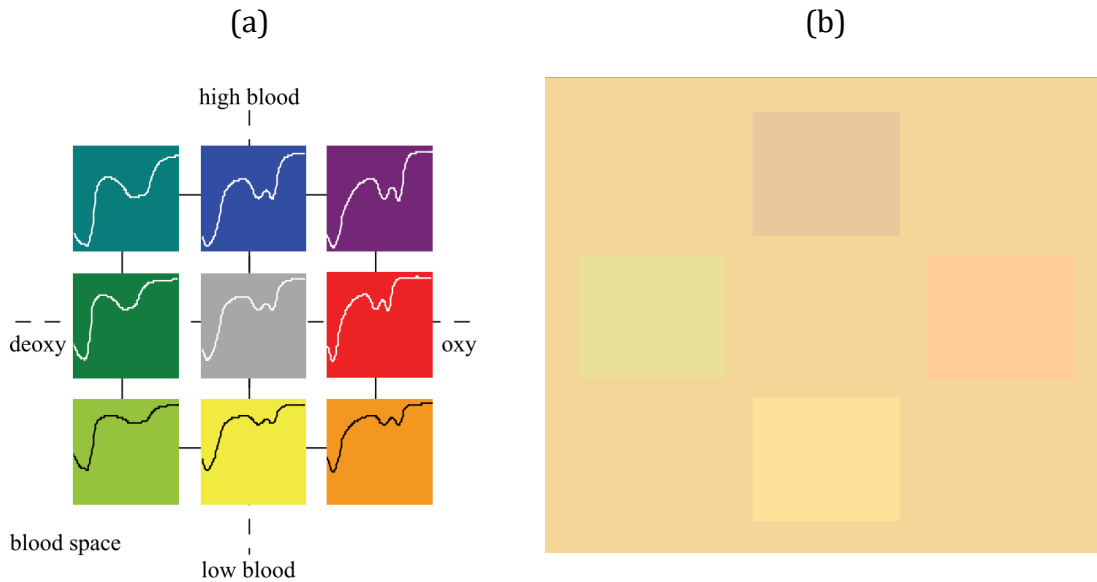 (a)
(b)
high blood
deoxy
oxy
blood space
low blood